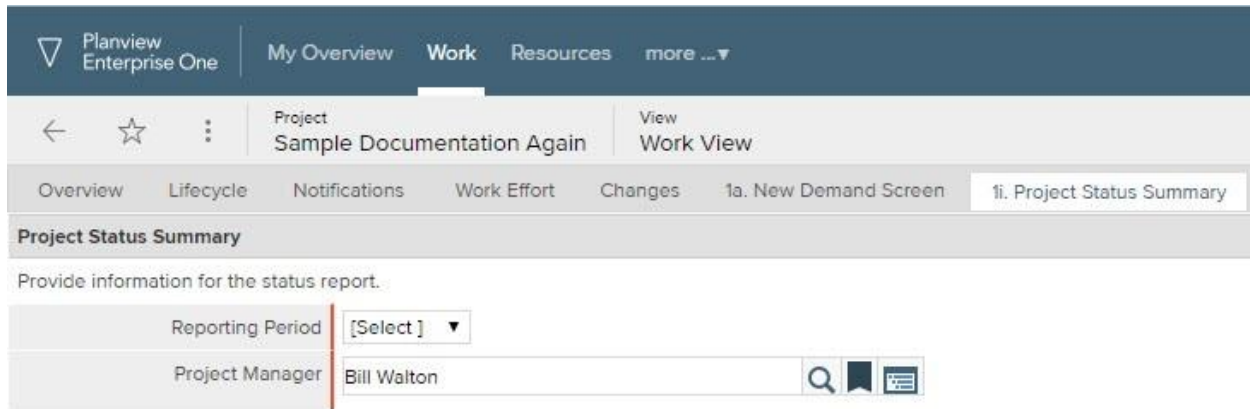 Planview
Enterprise One
My Overview Work Resources more ...▾
Project
Sample Documentation Again
View
Work View
Overview Lifecycle Notifications Work Effort Changes 1a. New Demand Screen 1i. Project Status Summary
Project Status Summary
Provide information for the status report.
Reporting Period [Select ] ▼
Project Manager Bill Walton